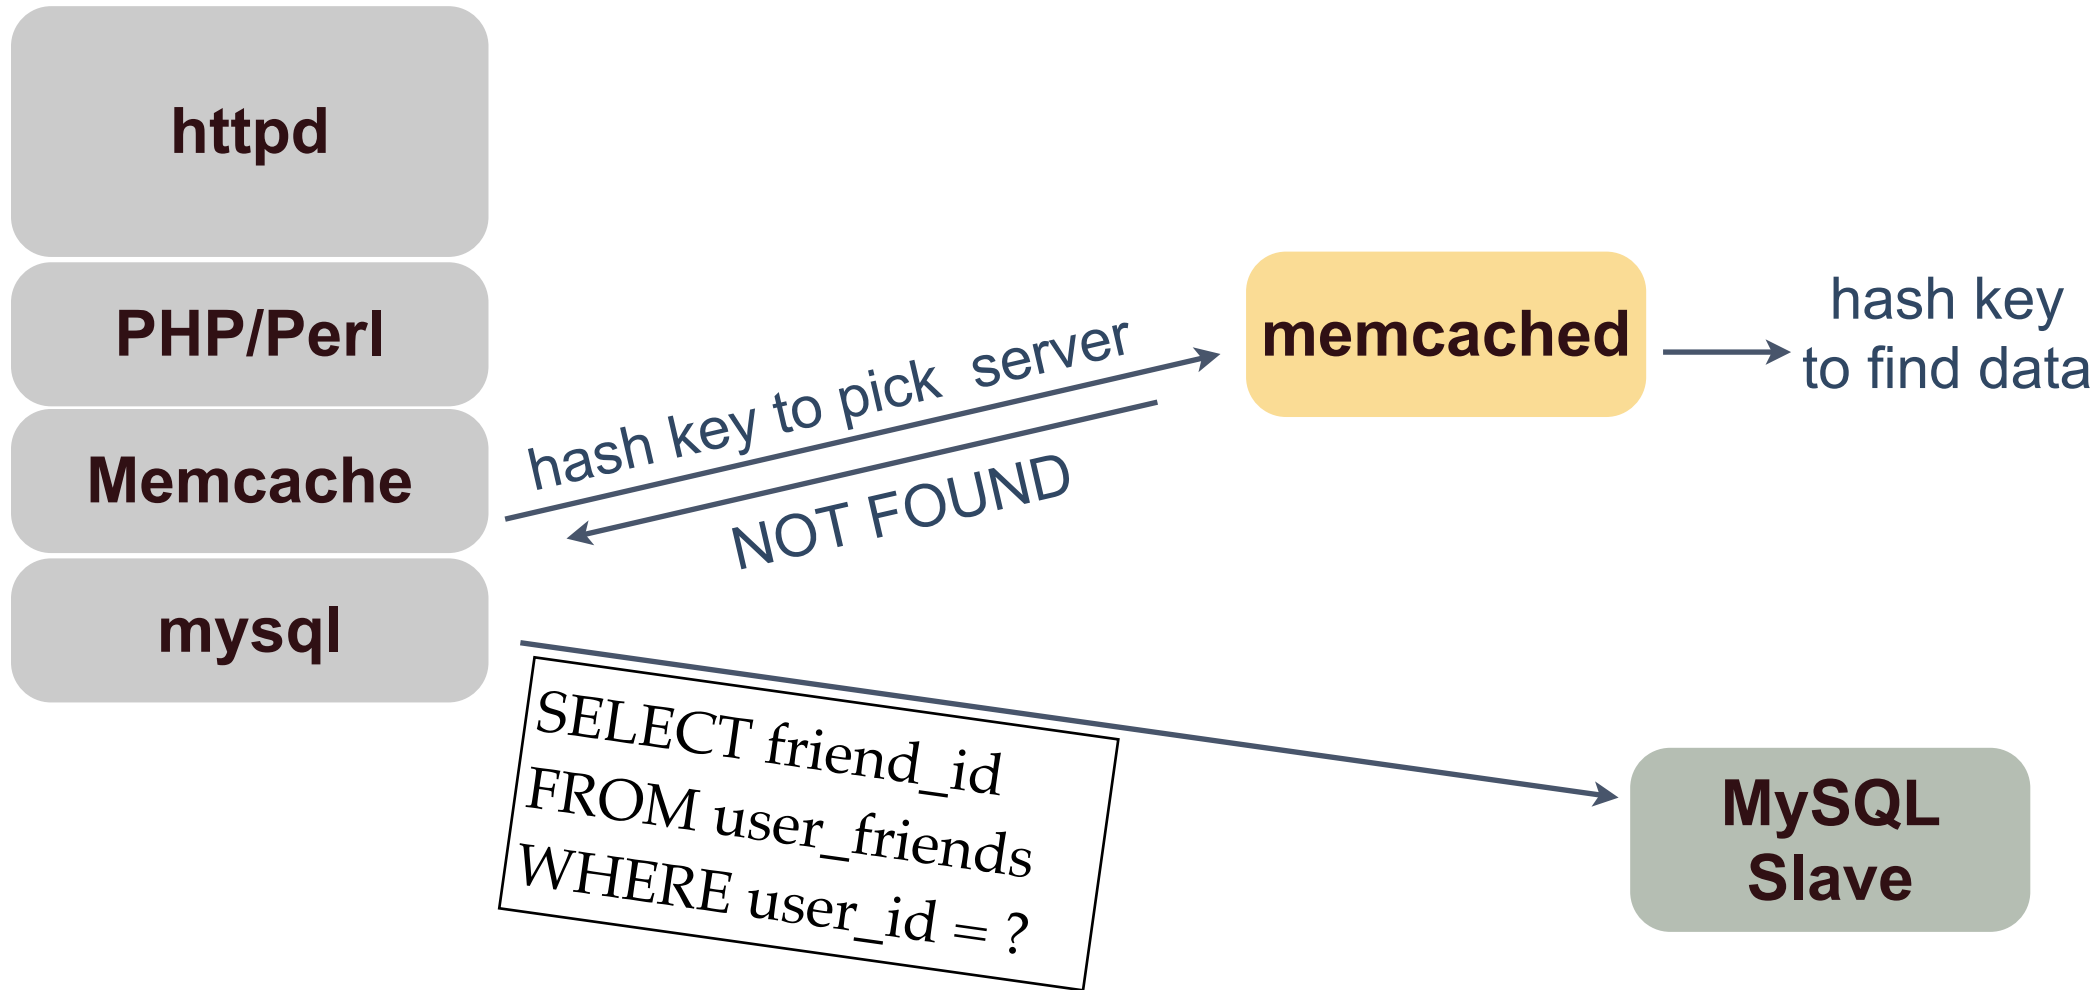 httpd
PHP/Perl
Memcache
mysql
hash key to pick server
NOT FOUND
memcached
hash key
to find data
SELECT friend_id
FROM user_friends
WHERE user_id = ?
MySQL
Slave